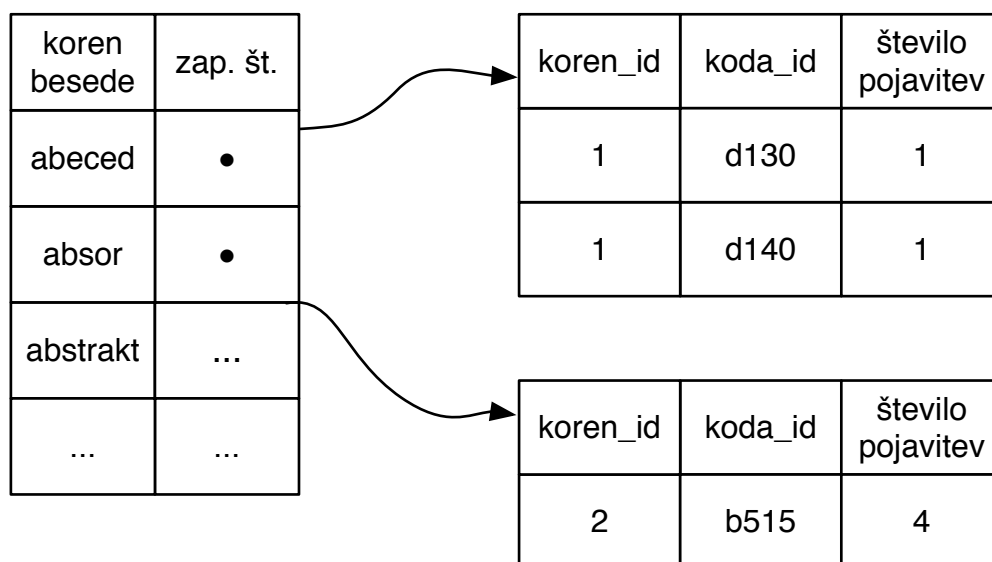 koren
besede
zap. št.
abeced
•
absor
•
abstrakt
...
...
...
koren_id
koda_id
število
pojavitev
1
d130
1
1
d140
1
koren_id
koda_id
število
pojavitev
2
b515
4